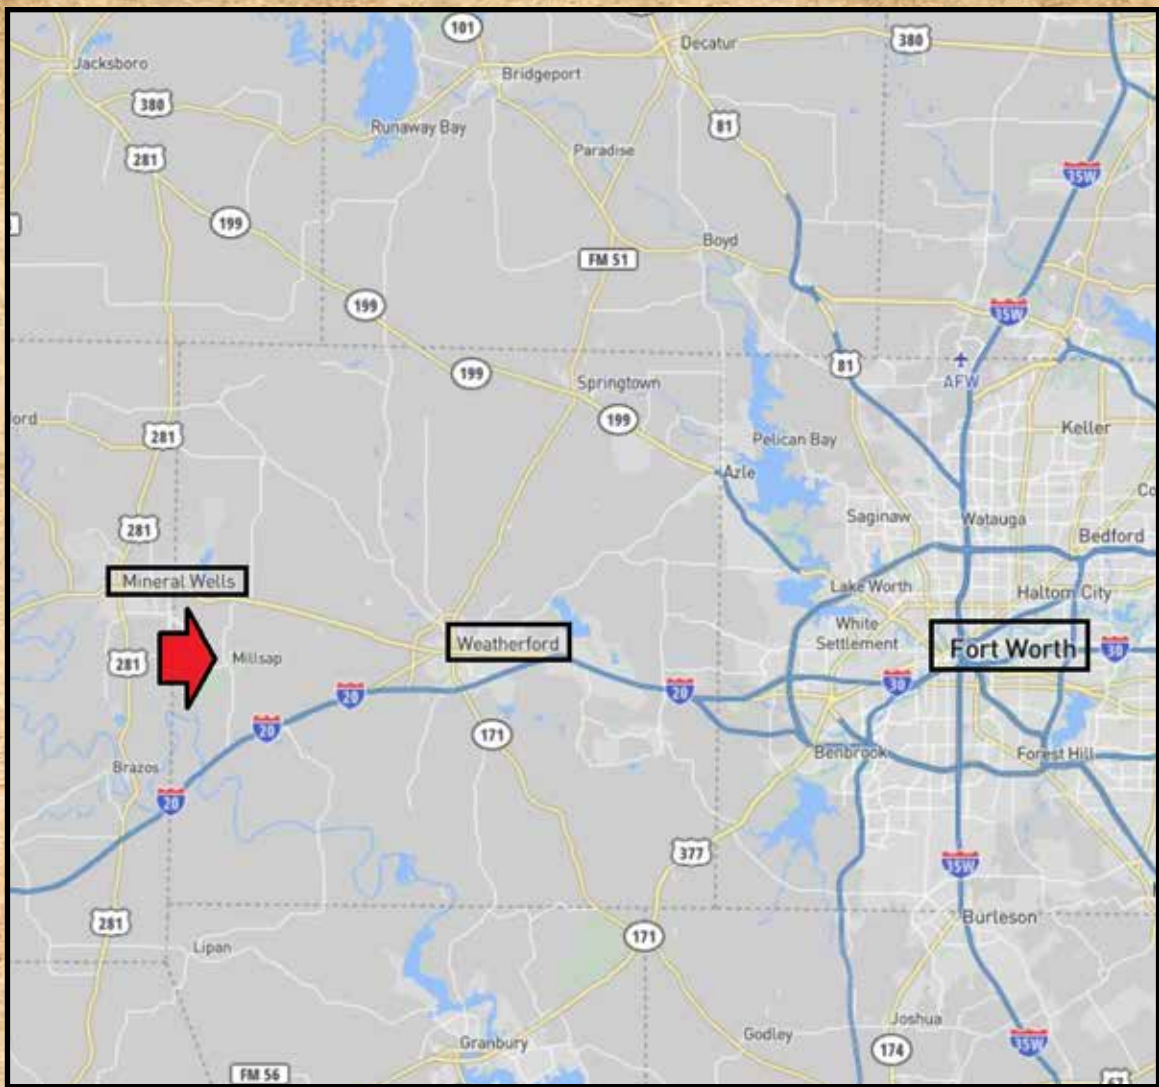 101
Decatur
380
Jacksboro
Bridgeport
380
Runaway Bay
81
281
Paradise
35W
199
Boyd
FM 51
199
35W
199
81
AFW
Springtown
199
ord
281
Keller
Pelican Bay
Azle
Co
Saginaw
Watauga
281
Bedford
Mineral Wells
Lake Worth
Haltom City
White
Settlement
Weatherford
Fort Worth
30
281
Millsap
30
20
20
20
171
Benbrook
Forest Hill
Brazos
20
377
35W
281
Burleson
171
Lipan
Joshua
Godley
Granbury
174
35W
FM 56
67